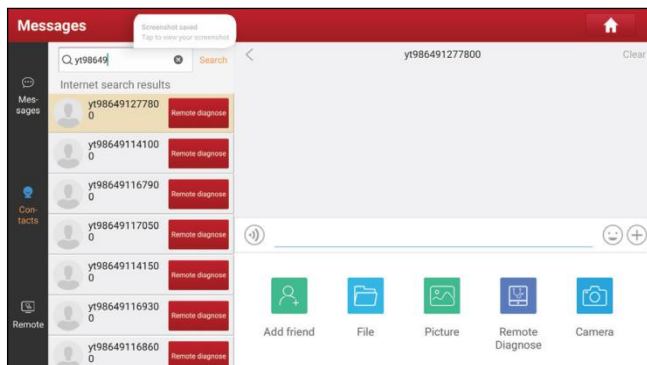 Messages
Screenshot saved
Tap to view your screenshot
yt98649
Search
yt986491277800
Clear
Internet search results
Mes-
sages
Con-
tacts
Remote
yt98649127780
0
Remote diagnose
yt98649114100
0
Remote diagnose
yt98649116790
0
Remote diagnose
yt98649117050
0
Remote diagnose
yt98649114150
0
Remote diagnose
yt98649116930
0
Remote diagnose
yt98649116860
0
Remote diagnose
Add friend
File
Picture
Remote
Diagnose
Camera